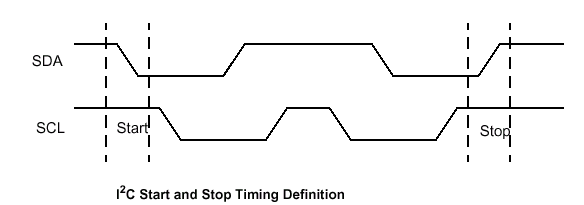 SDA
SCL
Start
Stop
I²C Start and Stop Timing Definition